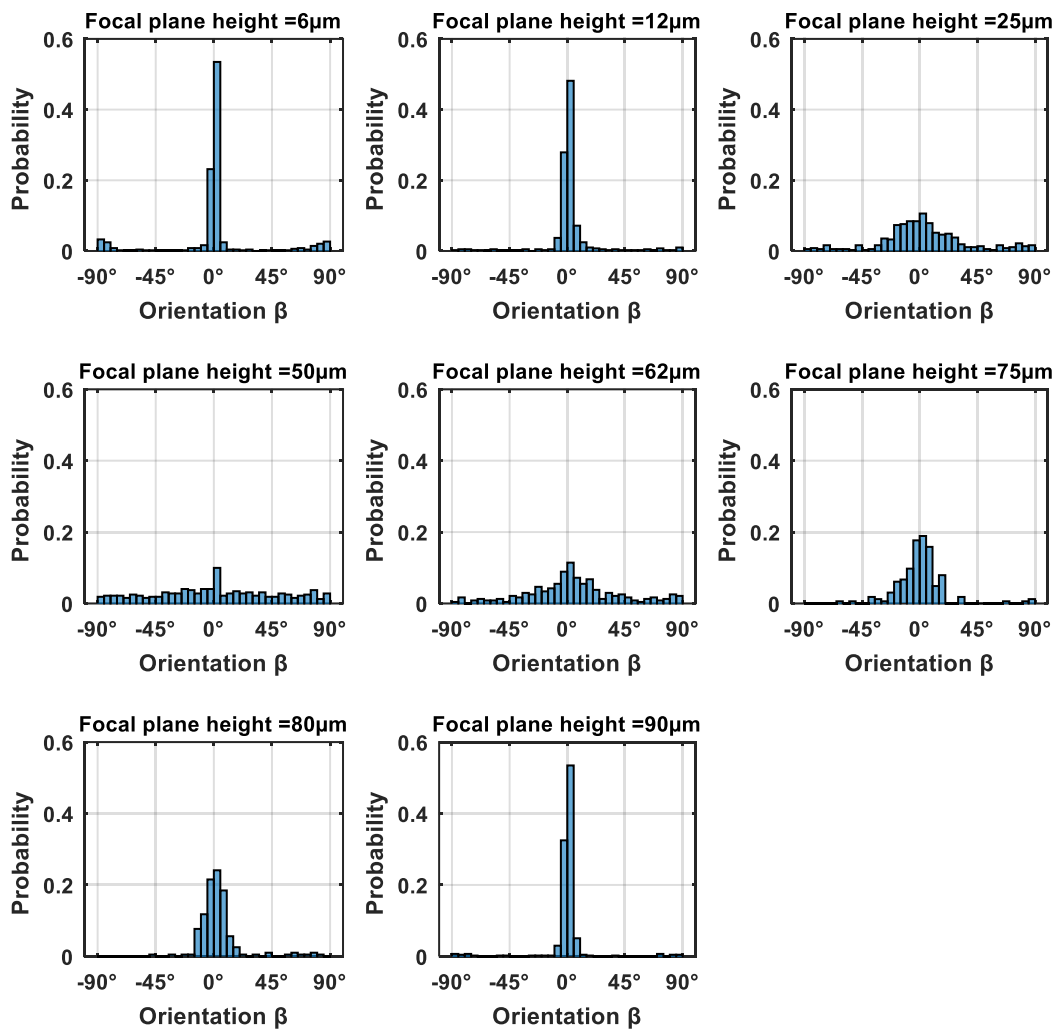 Focal plane height =6μm
Focal plane height =12μm
Focal plane height =25μm
0.6
0.4
0.2
0
Probability
-90° -45° 0° 45° 90°
Orientation β
0.6
0.4
0.2
0
Probability
-90° -45° 0° 45° 90°
Orientation β
0.6
0.4
0.2
0
Probability
-90° -45° 0° 45° 90°
Orientation β
Focal plane height =50μm
Focal plane height =62μm
Focal plane height =75μm
0.6
0.4
0.2
0
Probability
-90° -45° 0° 45° 90°
Orientation β
0.6
0.4
0.2
0
Probability
-90° -45° 0° 45° 90°
Orientation β
0.6
0.4
0.2
0
Probability
-90° -45° 0° 45° 90°
Orientation β
Focal plane height =80μm
Focal plane height =90μm
0.6
0.4
0.2
0
Probability
-90° -45° 0° 45° 90°
Orientation β
0.6
0.4
0.2
0
Probability
-90° -45° 0° 45° 90°
Orientation β